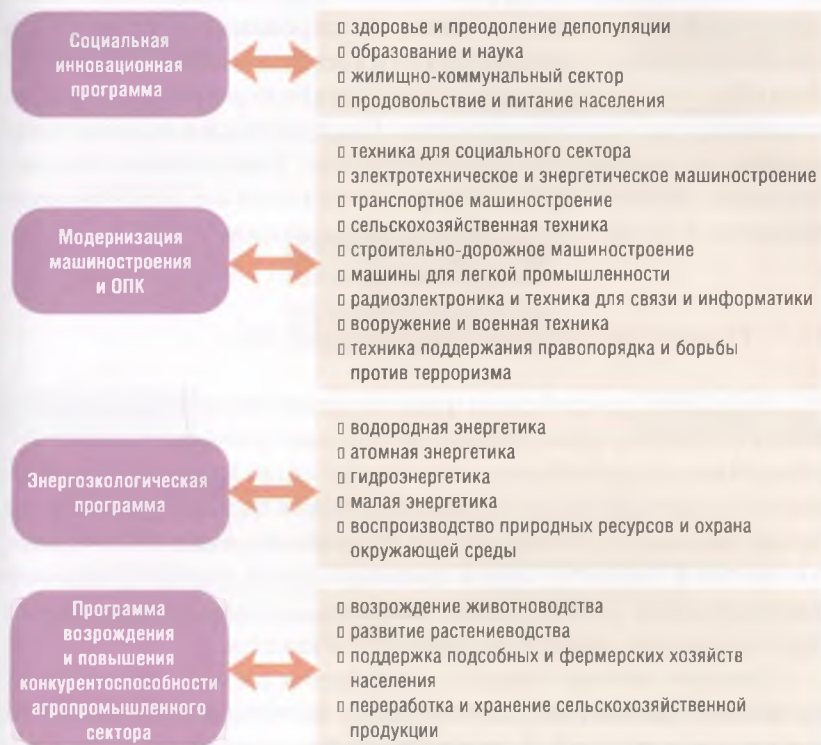 Социальная
инновационная
программа
▯ здоровье и преодоление депопуляции
▯ образование и наука
▯ жилищно-коммунальный сектор
▯ продовольствие и питание населения
Модернизация
машиностроения
и ОПК
▯ техника для социального сектора
▯ электротехническое и энергетическое машиностроение
▯ транспортное машиностроение
▯ сельскохозяйственная техника
▯ строительно-дорожное машиностроение
▯ машины для легкой промышленности
▯ радиоэлектроника и техника для связи и информатики
▯ вооружение и военная техника
▯ техника поддержания правопорядка и борьбы
против терроризма
Энергоэкологическая
программа
▯ водородная энергетика
▯ атомная энергетика
▯ гидроэнергетика
▯ малая энергетика
▯ воспроизводство природных ресурсов и охрана
окружающей среды
Программа
возрождения
и повышения
конкурентоспособности
агропромышленного
сектора
▯ возрождение животноводства
▯ развитие растениеводства
▯ поддержка подсобных и фермерских хозяйств
населения
▯ переработка и хранение сельскохозяйственной
продукции